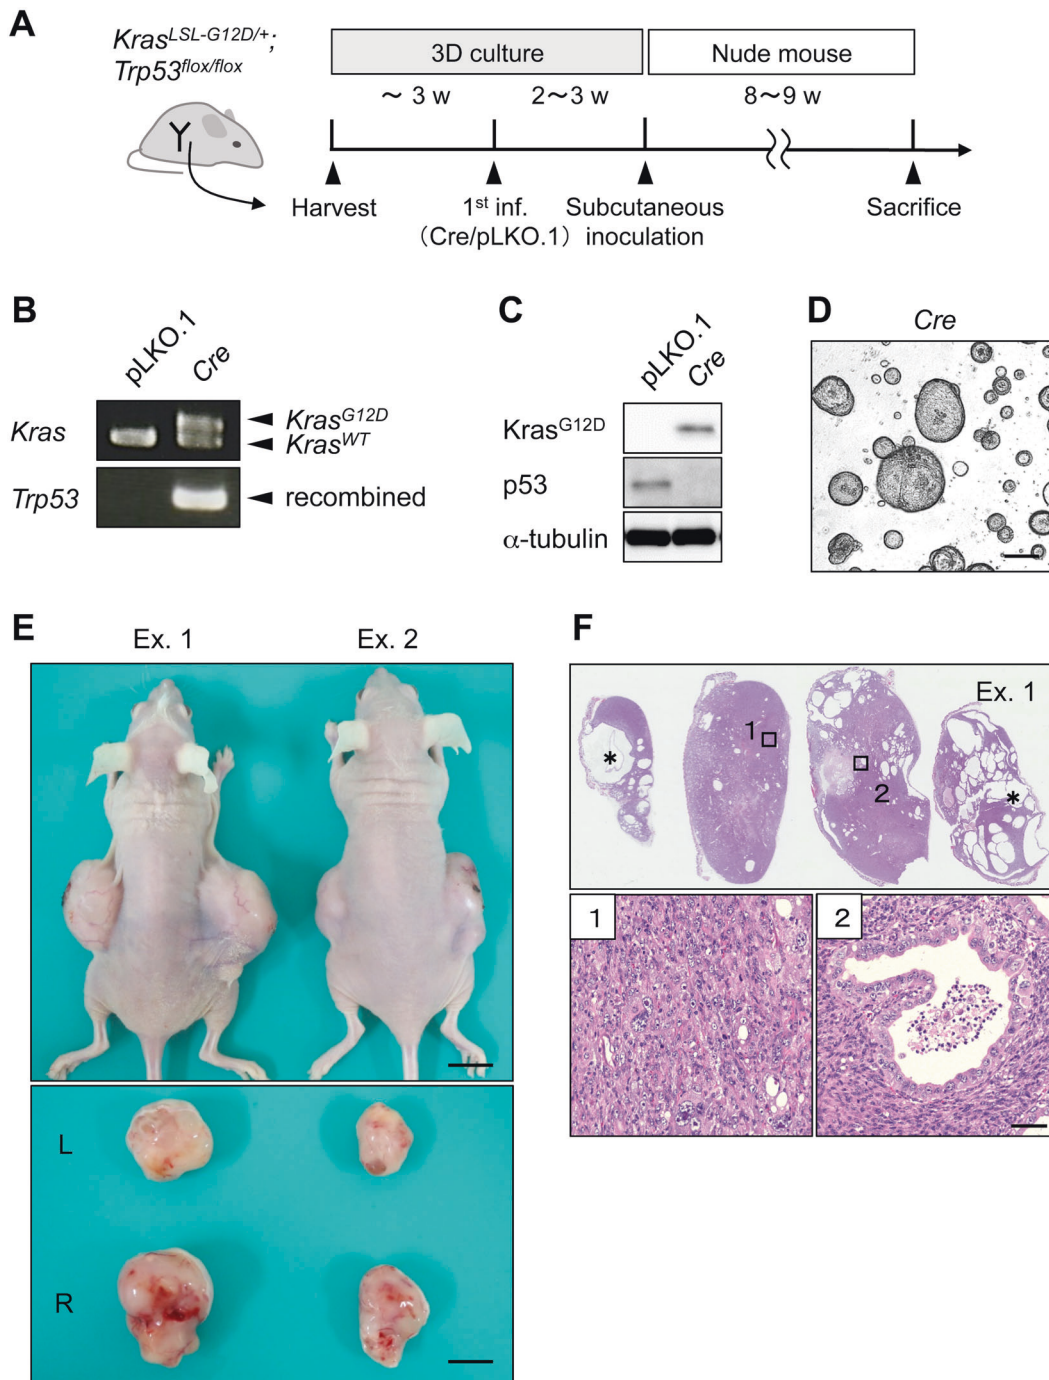 A
Kras^LSL-G12D/+;
Trp53^flox/flox
3D culture
Nude mouse
～ 3 w
2～3 w
8～9 w
Harvest
1st inf.
（Cre/pLKO.1）
Subcutaneous
inoculation
Sacrifice
B
pLKO.1
Cre
Kras
Kras^G12D
Kras^WT
Trp53
recombined
C
pLKO.1
Cre
Kras^G12D
p53
α-tubulin
D
Cre
E
Ex. 1
Ex. 2
L
R
F
Ex. 1
1
*
2
*
1
2